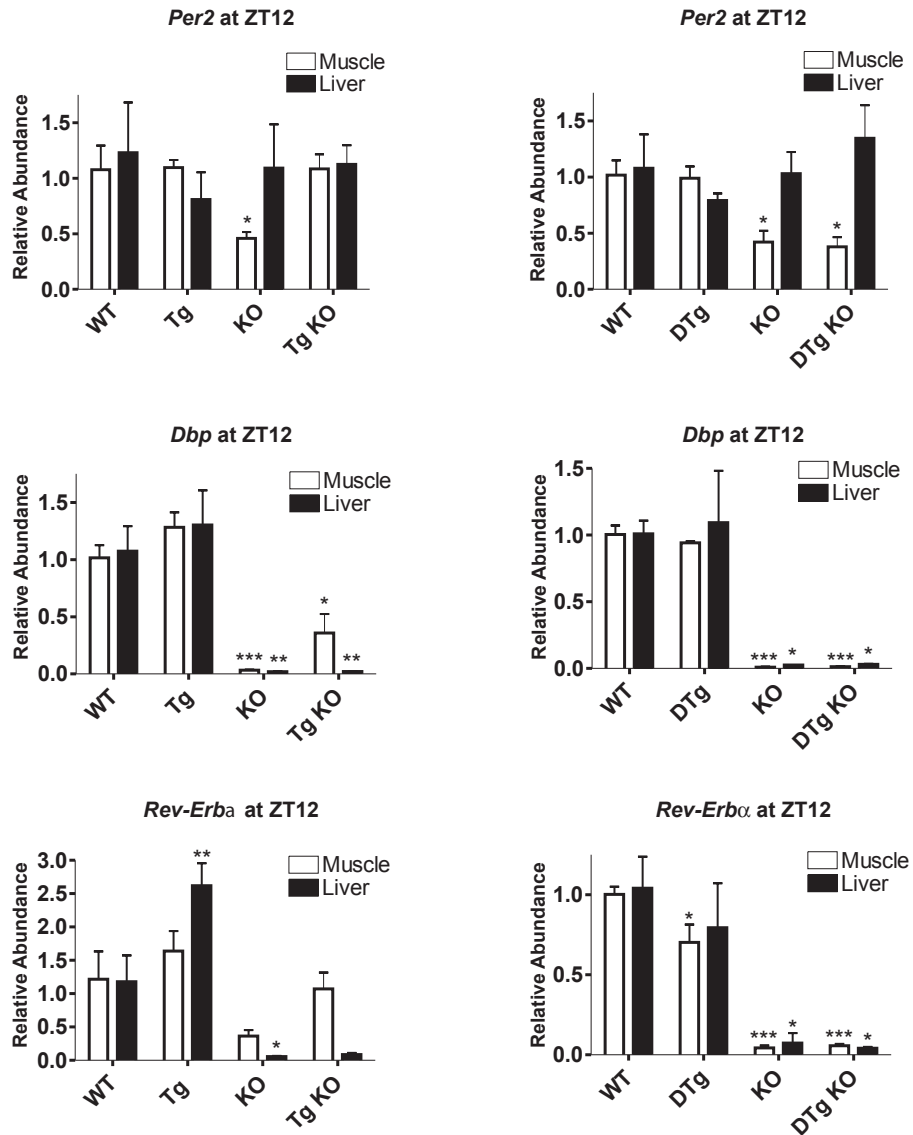 Per2 at ZT12
Muscle
Liver
Relative Abundance
1.5
1.0
0.5
0.0
*
WT
Tg
KO
Tg KO
Per2 at ZT12
Muscle
Liver
Relative Abundance
1.5
1.0
0.5
0.0
*
*
WT
DTg
KO
DTg KO
Dbp at ZT12
Muscle
Liver
Relative Abundance
1.5
1.0
0.5
0.0
***
**
*
**
WT
Tg
KO
Tg KO
Dbp at ZT12
Muscle
Liver
Relative Abundance
1.5
1.0
0.5
0.0
***
*
***
*
WT
DTg
KO
DTg KO
Rev-Erba at ZT12
Muscle
Liver
Relative Abundance
3.0
2.5
2.0
1.5
1.0
0.5
0.0
**
*
WT
Tg
KO
Tg KO
Rev-Erbα at ZT12
Muscle
Liver
Relative Abundance
1.0
0.5
0.0
*
***
*
***
*
WT
DTg
KO
DTg KO